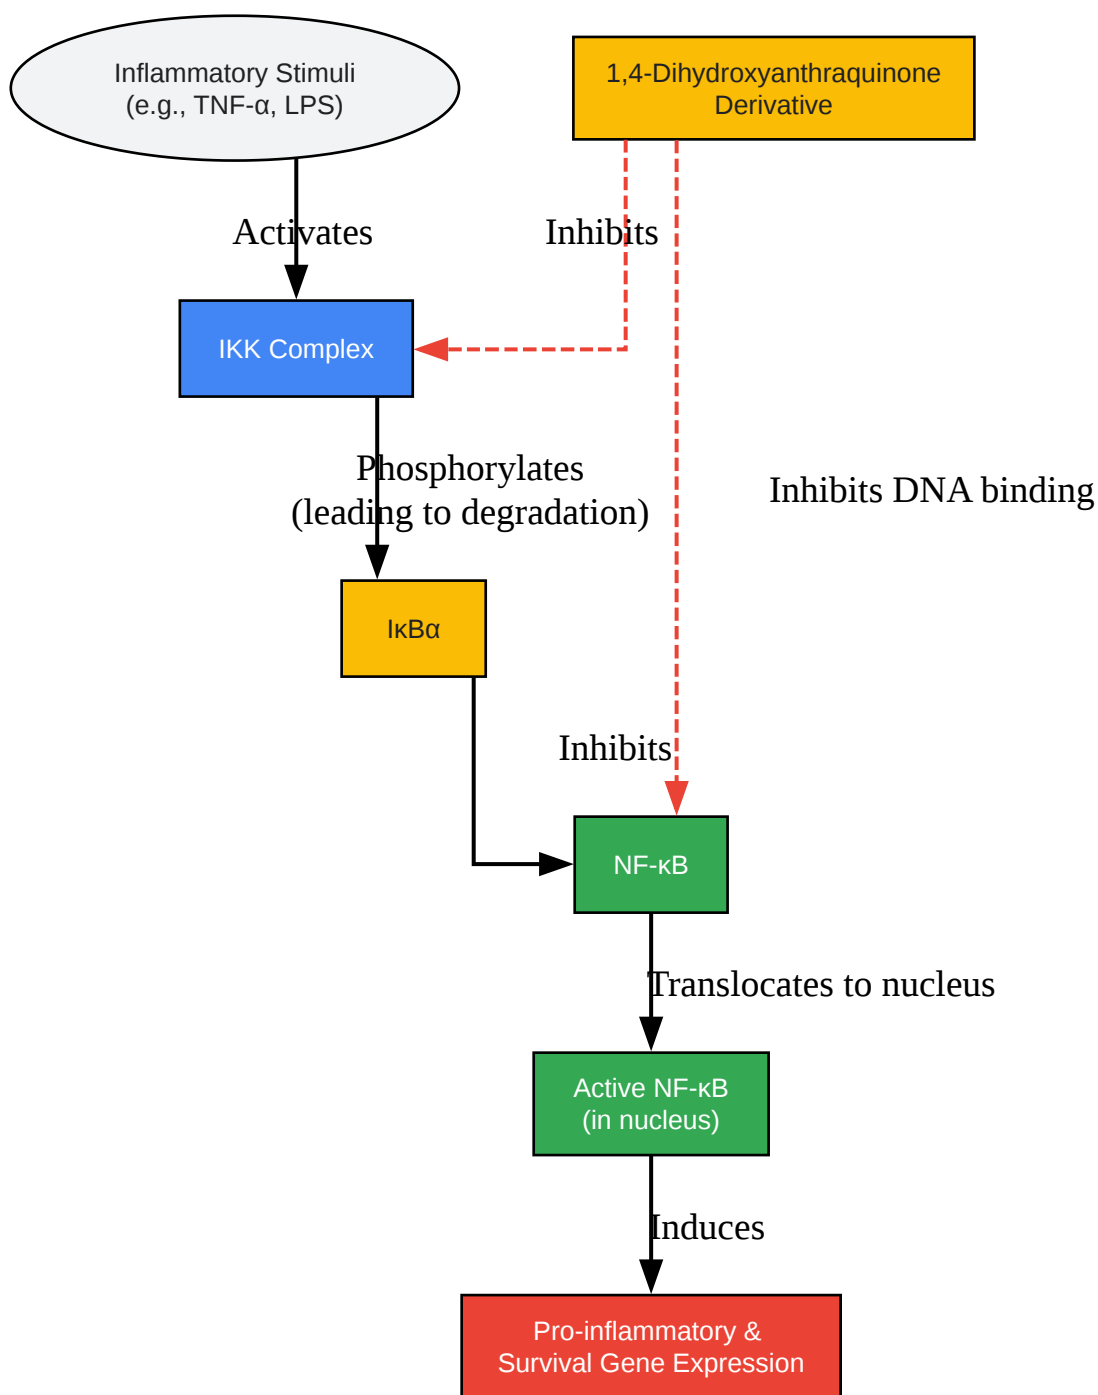 Inflammatory Stimuli
(e.g., TNF-α, LPS)
1,4-Dihydroxyanthraquinone
Derivative
Activates
Inhibits
IKK Complex
Phosphorylates
(leading to degradation)
Inhibits DNA binding
IκBα
Inhibits
NF-κB
Translocates to nucleus
Active NF-κB
(in nucleus)
Induces
Pro-inflammatory &
Survival Gene Expression